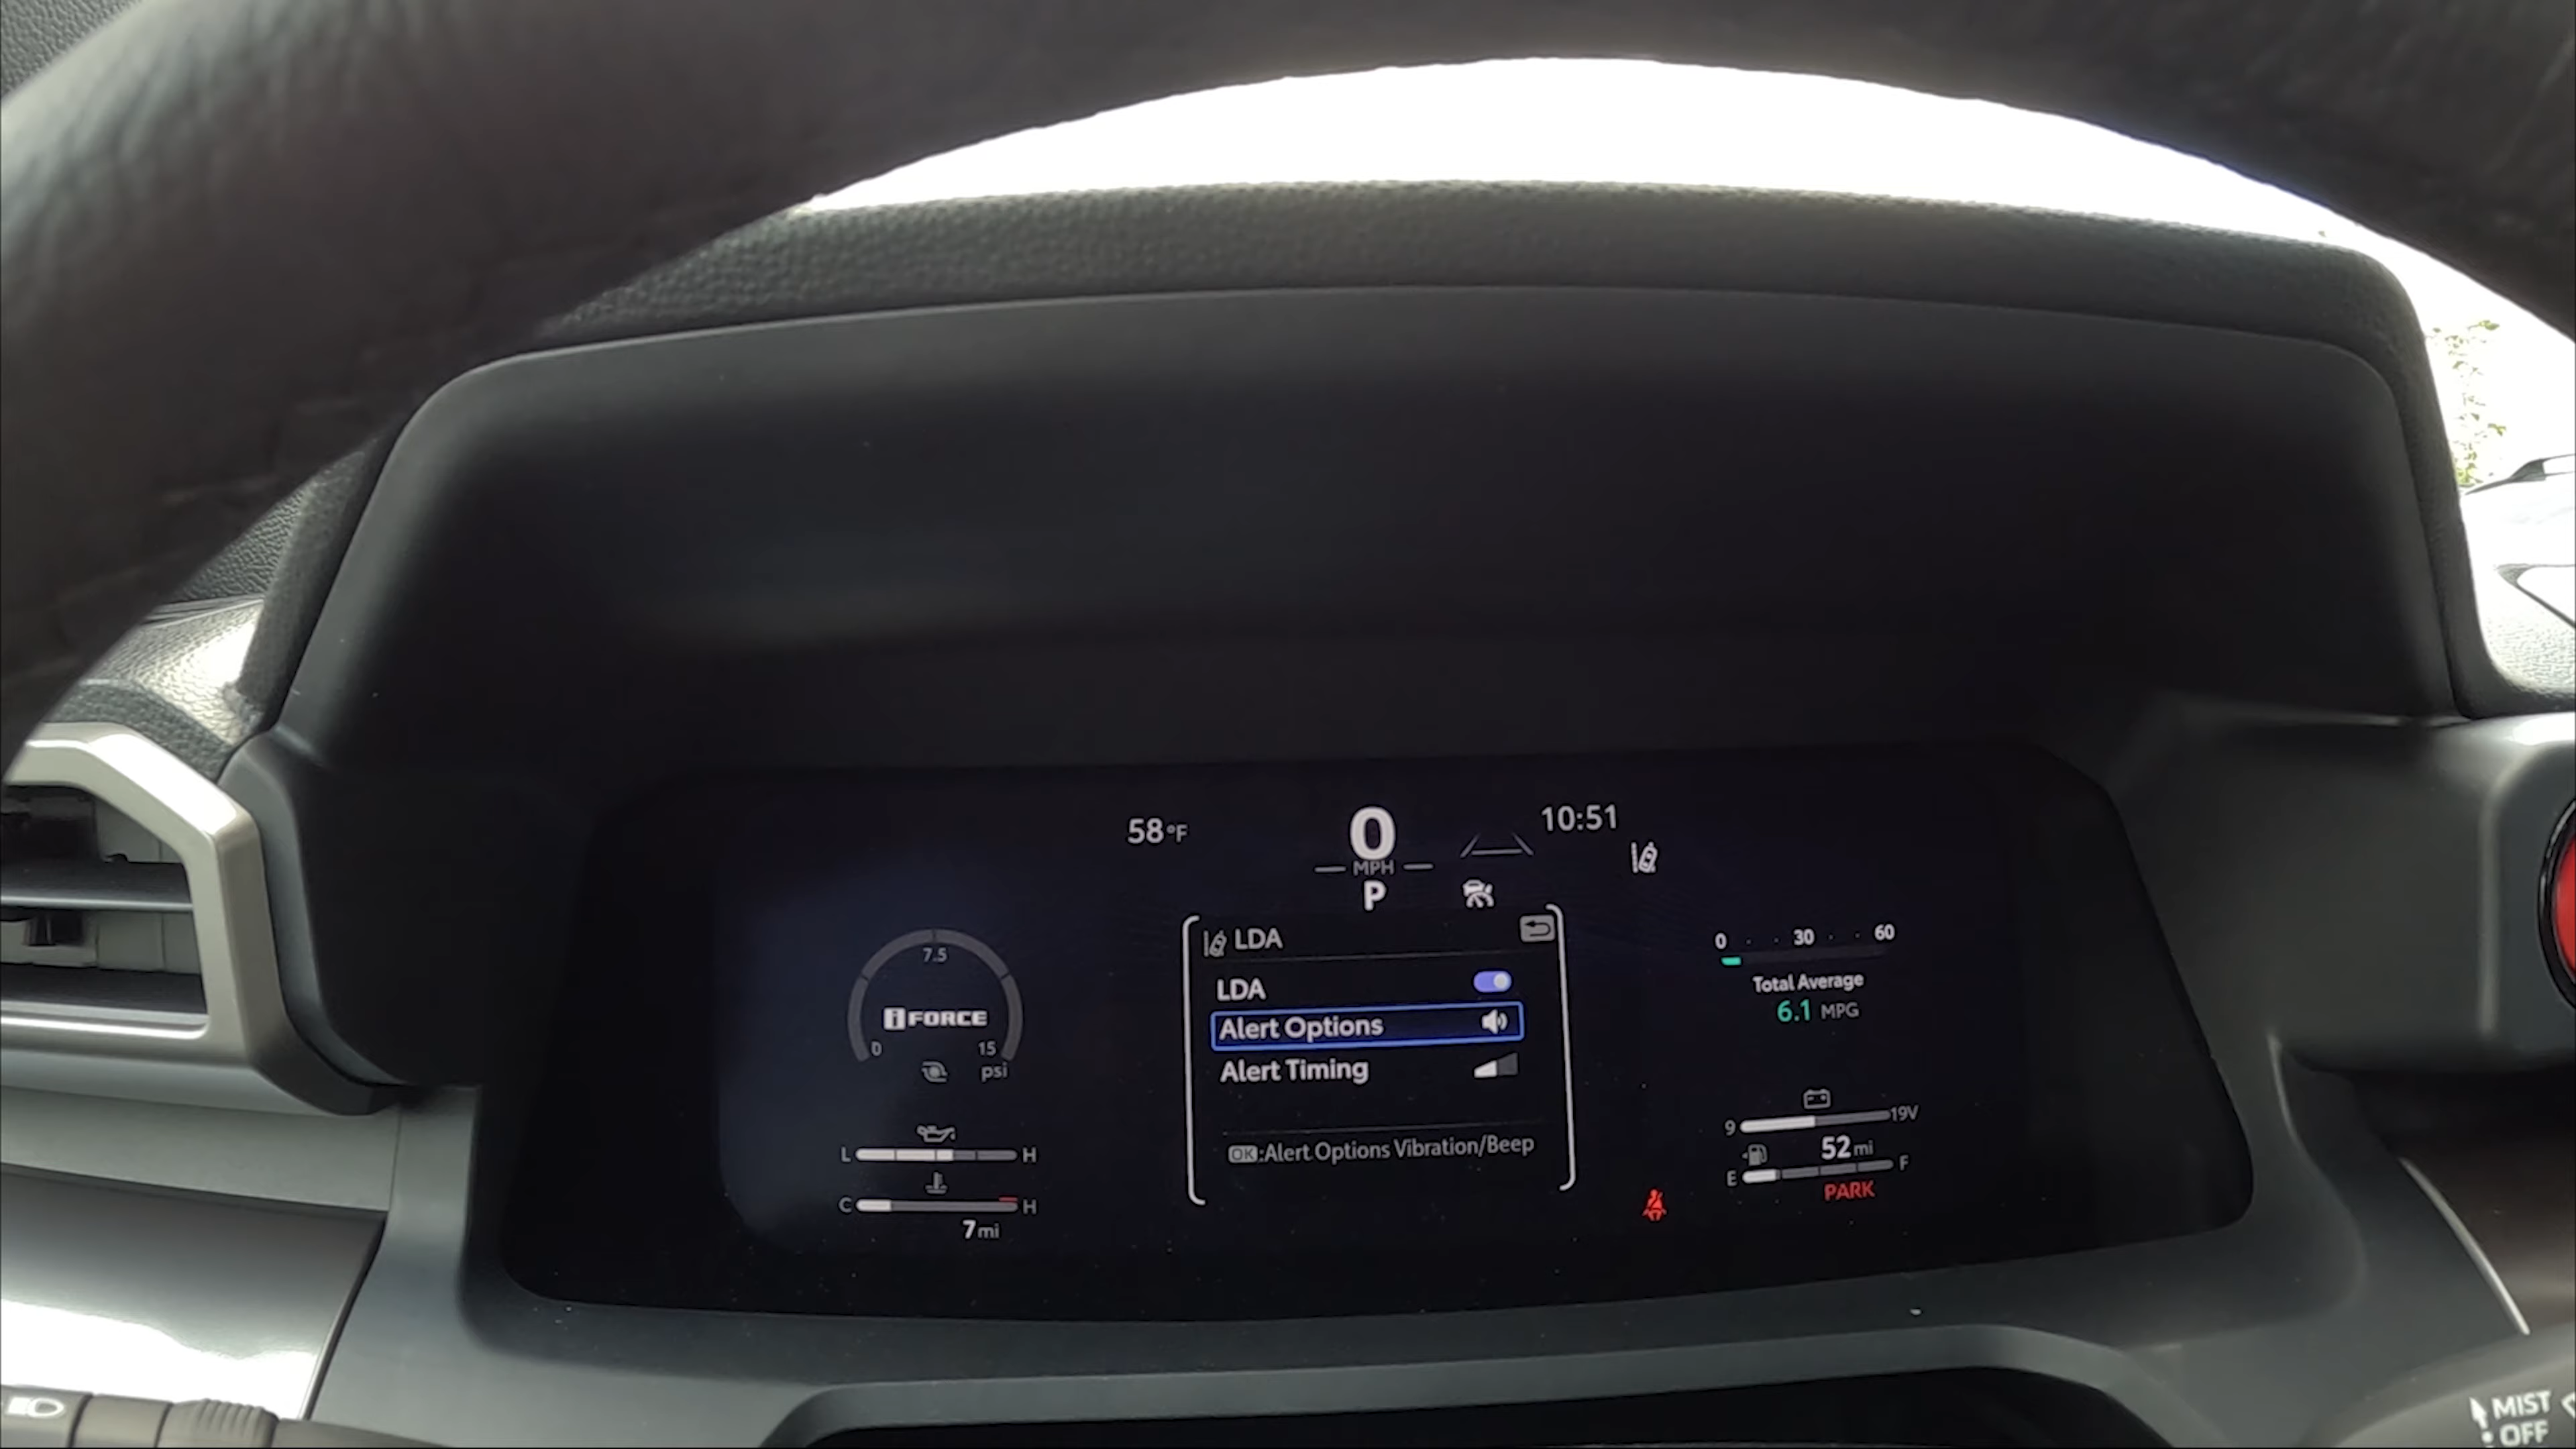 58°F
0
MPH
P
10:51
7.5
iFORCE
0
15
psi
L
H
C
H
7 mi
LDA
LDA
Alert Options
Alert Timing
OK:Alert Options Vibration/Beep
0
30
60
Total Average
6.1 MPG
9
19V
52 mi
E
F
PARK
MIST
OFF